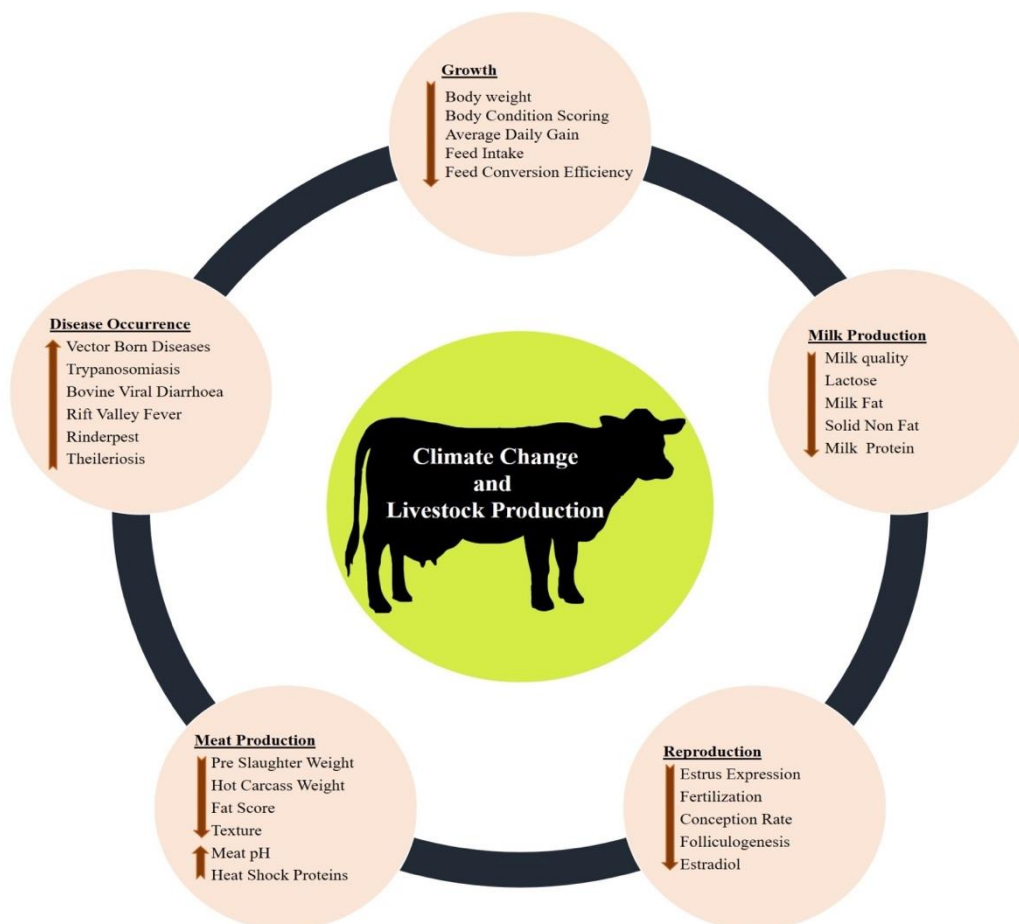 Growth
Body weight
Body Condition Scoring
Average Daily Gain
Feed Intake
Feed Conversion Efficiency
Disease Occurrence
Vector Born Diseases
Trypanosomiasis
Bovine Viral Diarrhoea
Rift Valley Fever
Rinderpest
Theileriosis
Climate Change
and
Livestock Production
Milk Production
Milk quality
Lactose
Milk Fat
Solid Non Fat
Milk Protein
Meat Production
Pre Slaughter Weight
Hot Carcass Weight
Fat Score
Texture
Meat pH
Heat Shock Proteins
Reproduction
Estrus Expression
Fertilization
Conception Rate
Folliculogenesis
Estradiol